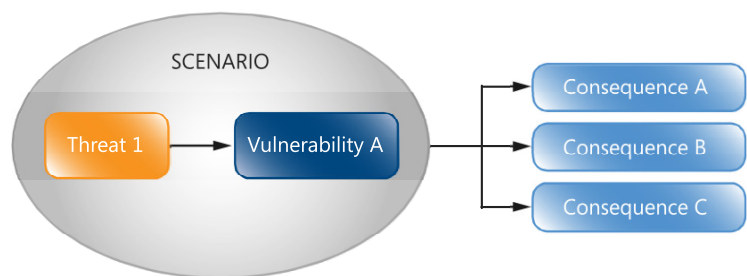 SCENARIO
Threat 1
Vulnerability A
Consequence A
Consequence B
Consequence C